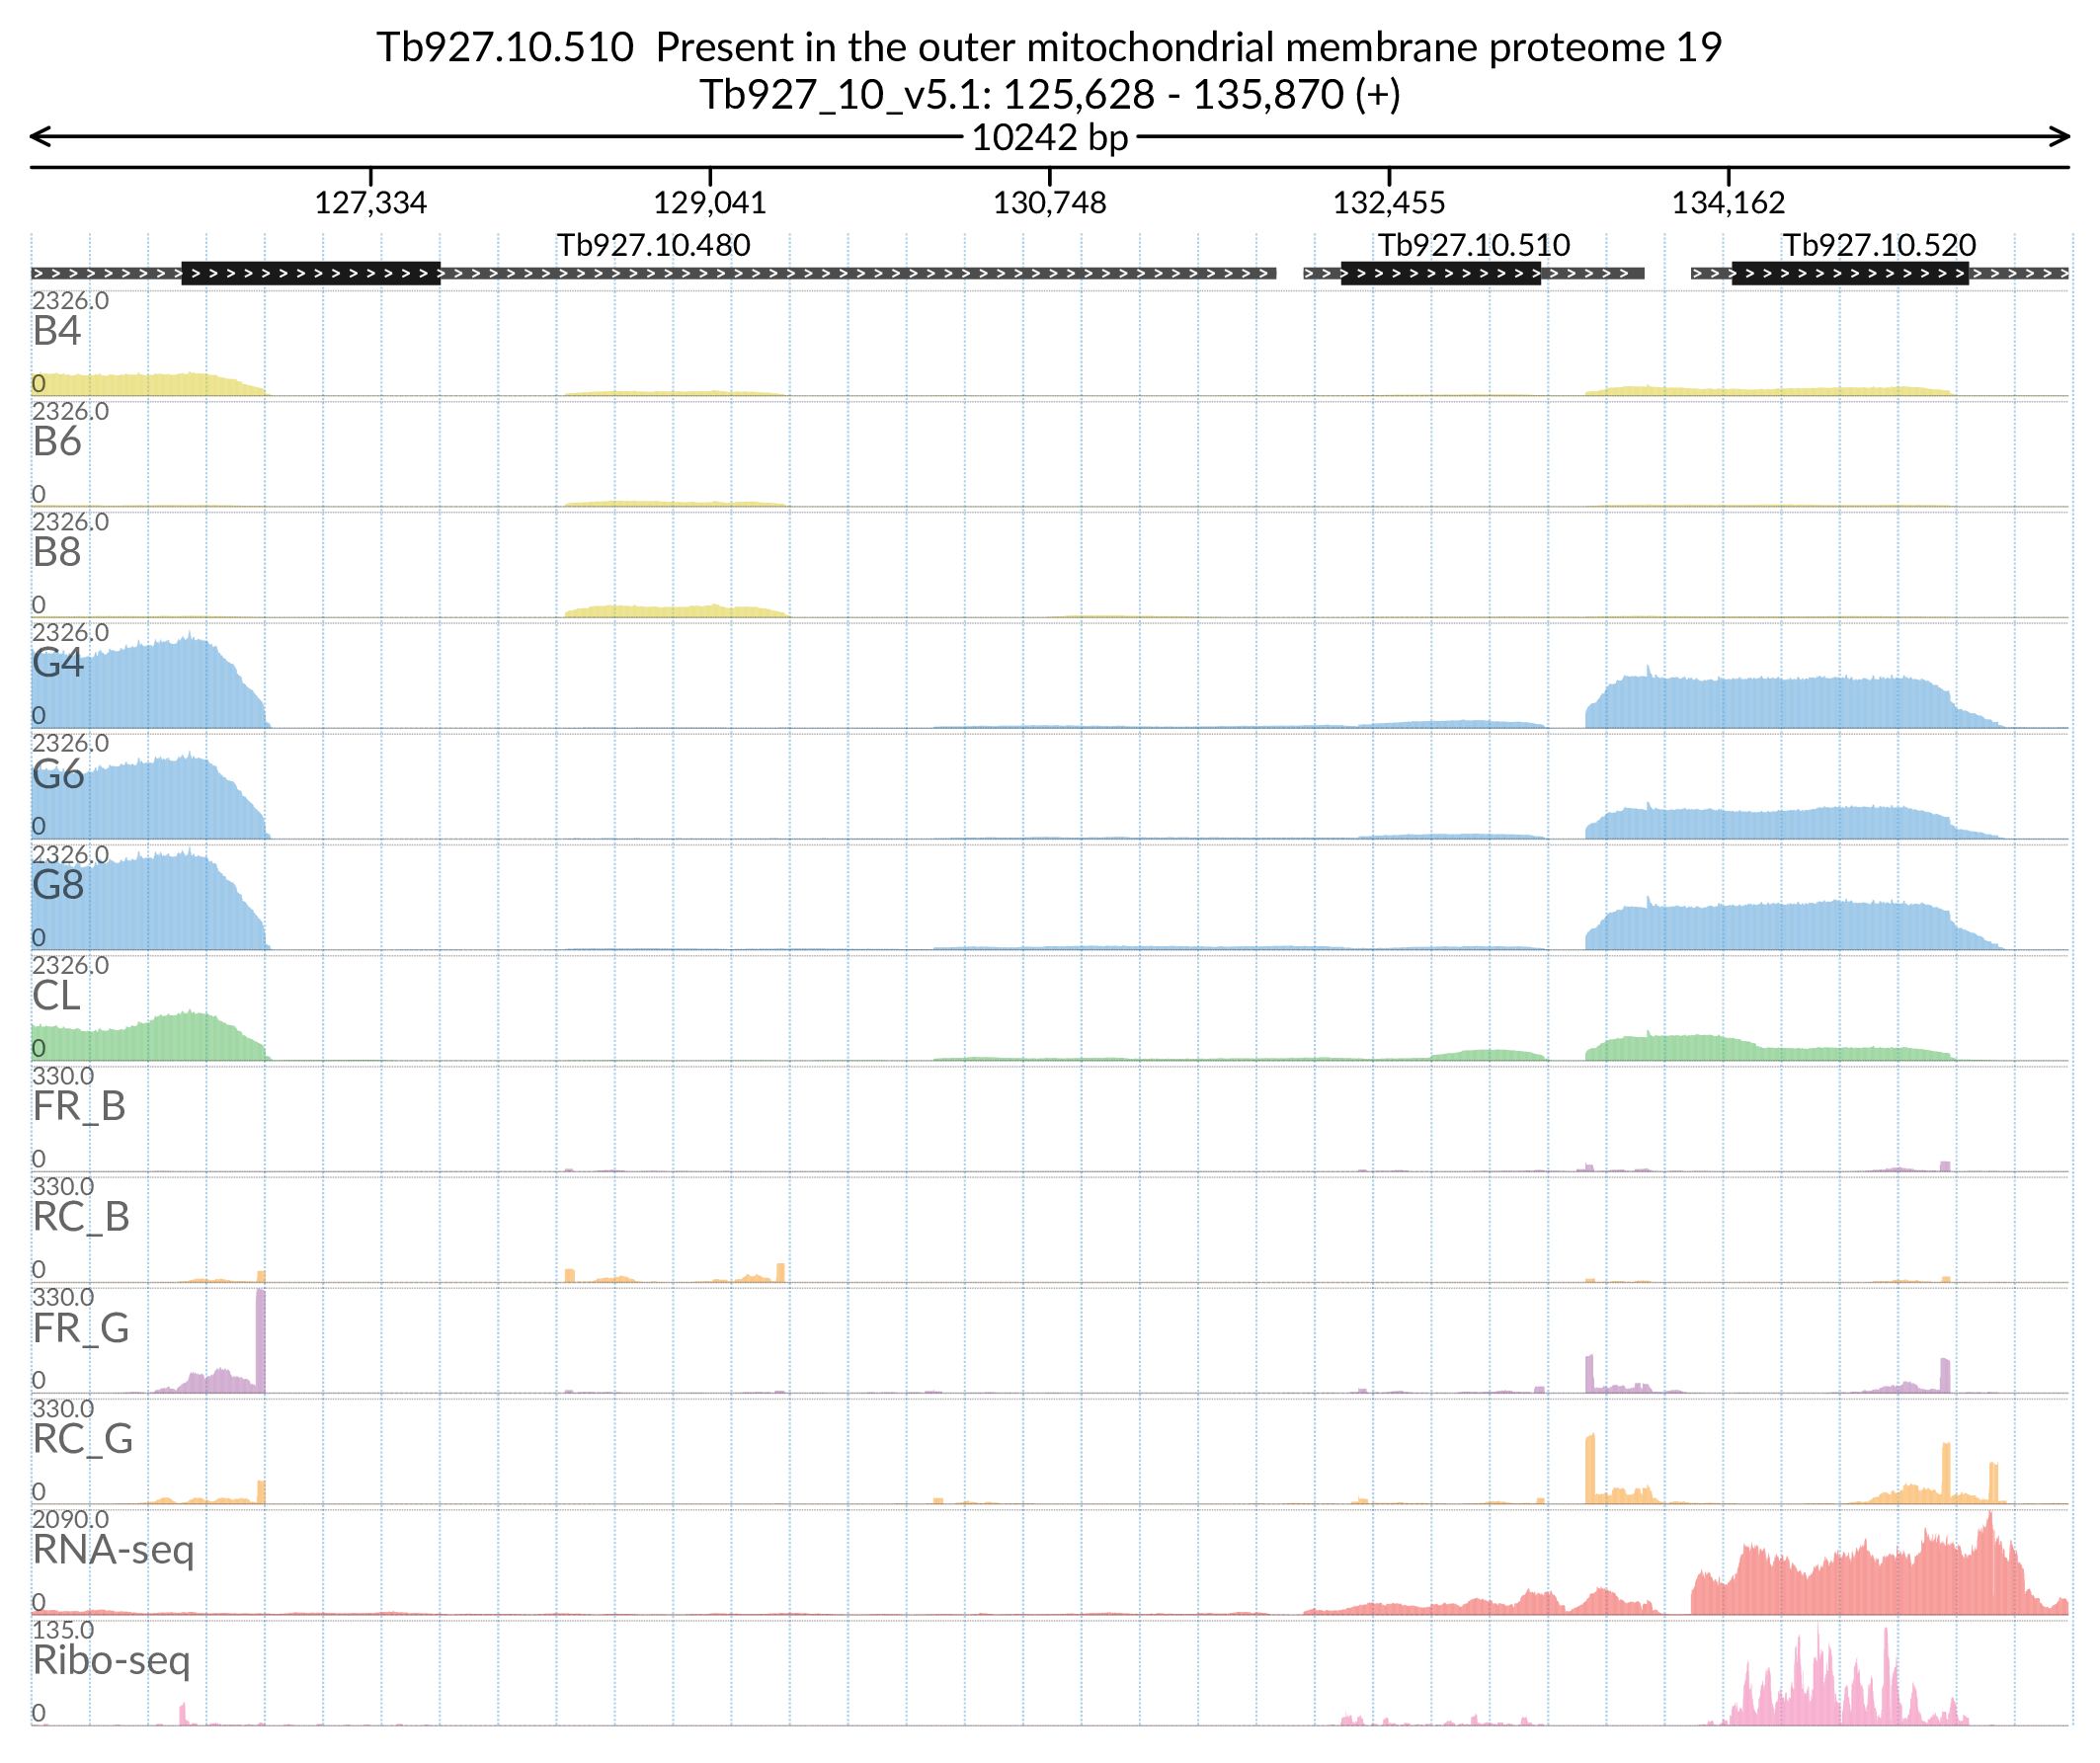 Tb927.10.510  Present in the outer mitochondrial membrane proteome 19
Tb927_10_v5.1: 125,628 - 135,870 (+)
10242 bp
127,334 129,041 130,748 132,455 134,162
Tb927.10.480 Tb927.10.510 Tb927.10.520
2326.0
B4
0
2326.0
B6
0
2326.0
B8
0
2326.0
G4
0
2326.0
G6
0
2326.0
G8
0
2326.0
CL
0
330.0
FR_B
0
330.0
RC_B
0
330.0
FR_G
0
330.0
RC_G
0
2090.0
RNA-seq
0
135.0
Ribo-seq
0